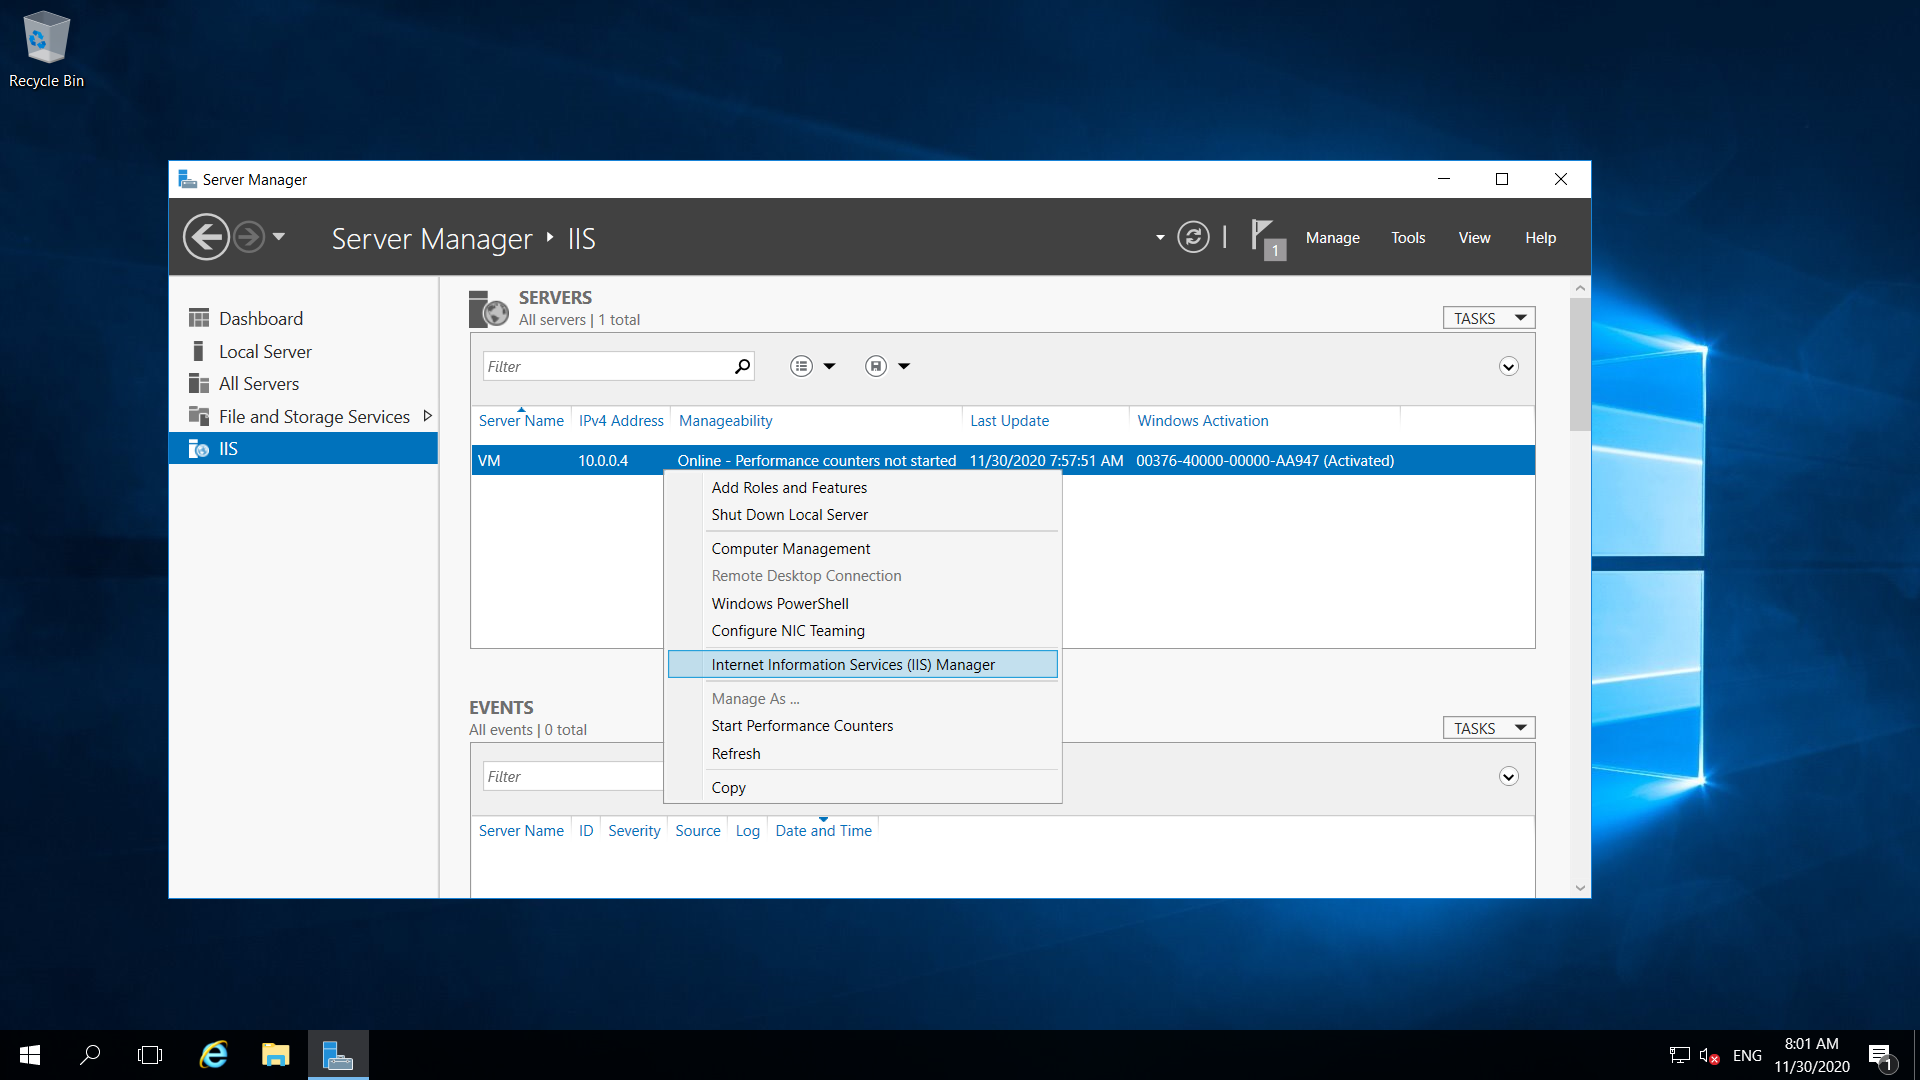 Recycle Bin
Server Manager
Server Manager ‣ IIS
1
Manage
Tools
View
Help
Dashboard
Local Server
All Servers
File and Storage Services
IIS
SERVERS
All servers | 1 total
TASKS
Filter
Server Name IPv4 Address Manageability Last Update Windows Activation
VM 10.0.0.4 Online - Performance counters not started 11/30/2020 7:57:51 AM 00376-40000-00000-AA947 (Activated)
Add Roles and Features
Shut Down Local Server
Computer Management
Remote Desktop Connection
Windows PowerShell
Configure NIC Teaming
Internet Information Services (IIS) Manager
Manage As ...
Start Performance Counters
Refresh
Copy
EVENTS
All events | 0 total
TASKS
Filter
Server Name ID Severity Source Log Date and Time
ENG
8:01 AM
11/30/2020
1